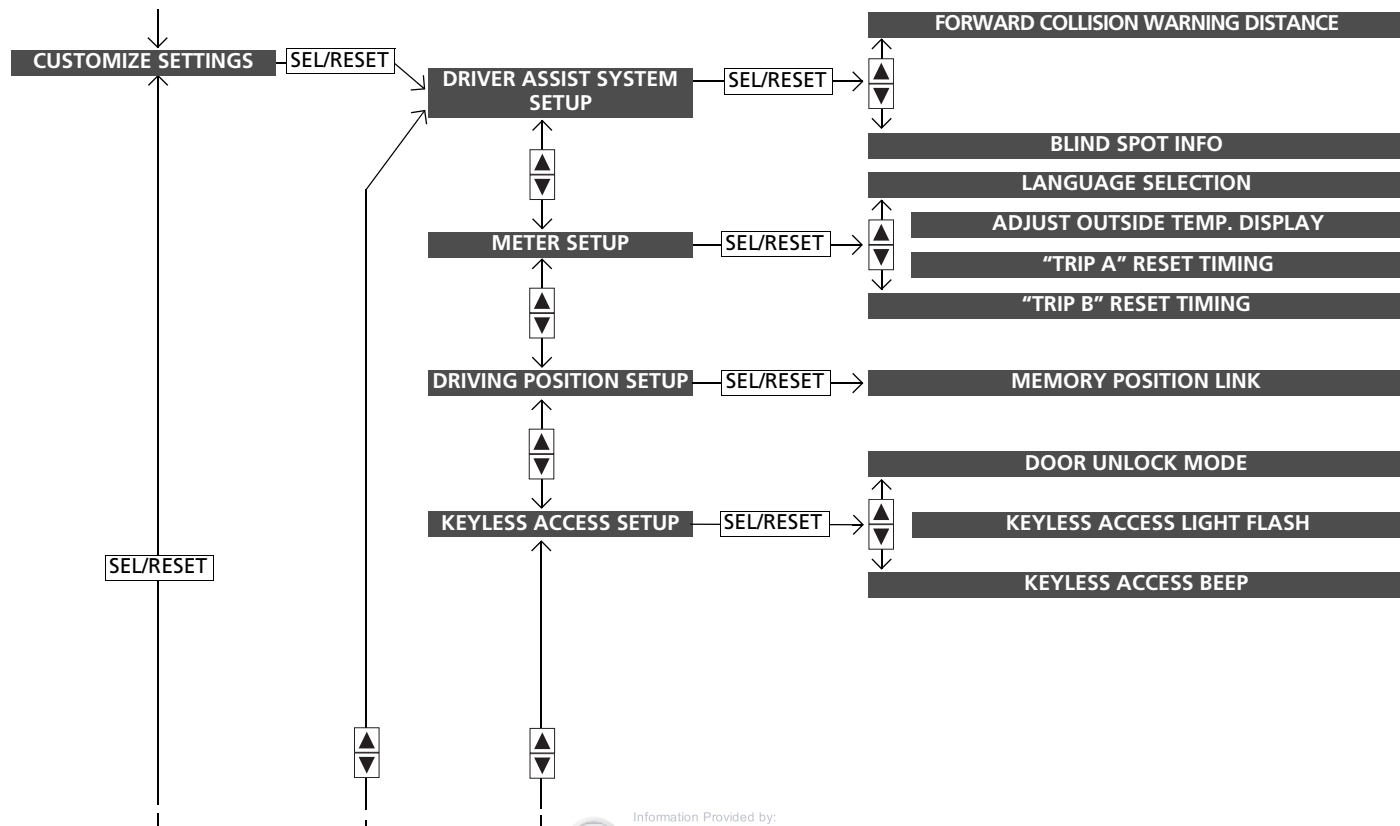 FORWARD COLLISION WARNING DISTANCE
CUSTOMIZE SETTINGS
SEL/RESET
DRIVER ASSIST SYSTEM
SETUP
SEL/RESET
BLIND SPOT INFO
LANGUAGE SELECTION
ADJUST OUTSIDE TEMP. DISPLAY
METER SETUP
SEL/RESET
“TRIP A” RESET TIMING
“TRIP B” RESET TIMING
DRIVING POSITION SETUP
SEL/RESET
MEMORY POSITION LINK
DOOR UNLOCK MODE
KEYLESS ACCESS SETUP
SEL/RESET
KEYLESS ACCESS LIGHT FLASH
SEL/RESET
KEYLESS ACCESS BEEP
Information Provided by: